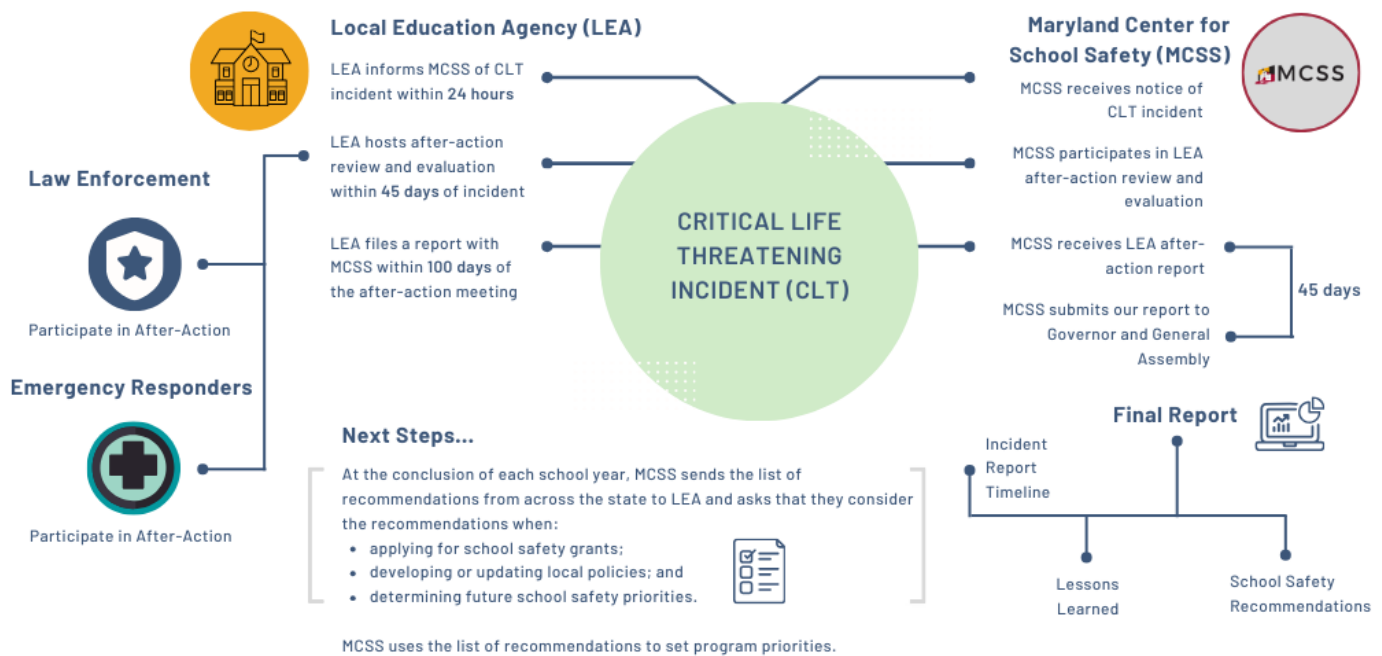 Local Education Agency (LEA)
LEA informs MCSS of CLT
incident within 24 hours
LEA hosts after-action
review and evaluation
within 45 days of incident
LEA files a report with
MCSS within 100 days of
the after-action meeting
Law Enforcement
Participate in After-Action
Emergency Responders
Participate in After-Action
CRITICAL LIFE
THREATENING
INCIDENT (CLT)
Maryland Center for
School Safety (MCSS)
MCSS
MCSS receives notice of
CLT incident
MCSS participates in LEA
after-action review and
evaluation
MCSS receives LEA after-
action report
MCSS submits our report to
Governor and General
Assembly
45 days
Next Steps...
At the conclusion of each school year, MCSS sends the list of
recommendations from across the state to LEA and asks that they consider
the recommendations when:
• applying for school safety grants;
• developing or updating local policies; and
• determining future school safety priorities.
MCSS uses the list of recommendations to set program priorities.
Final Report
Incident
Report
Timeline
Lessons
Learned
School Safety
Recommendations